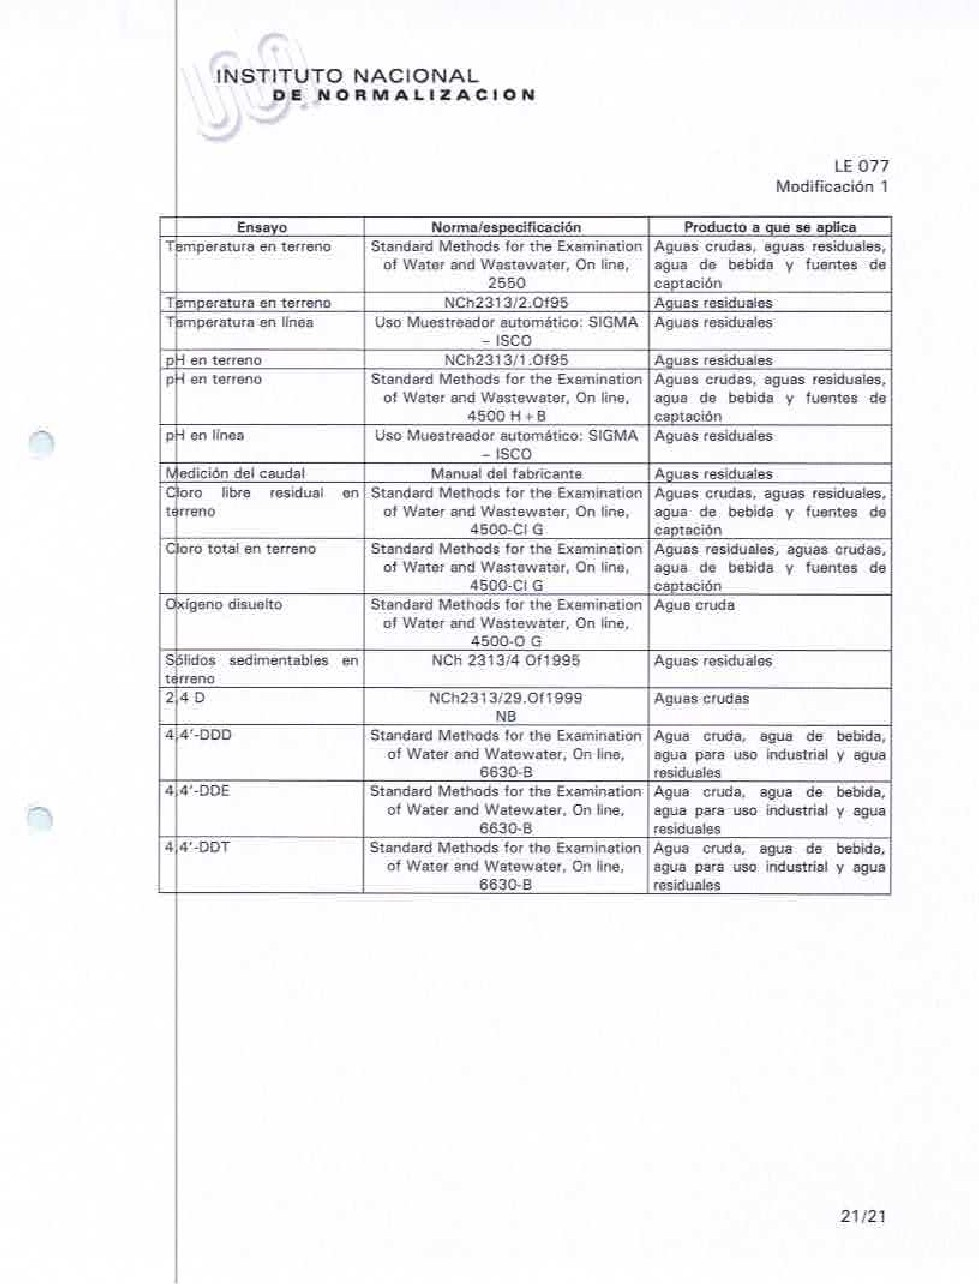 INSTITUTO NACIONAL
DE NORMALIZACION
LE 077
Modificación 1
Ensayo Norma/especificación Producto a que se aplica
Temperatura en terreno Standard Methods for the Examination Aguas crudas, aguas residuales,
of Water and Wastewater, On line, agua de bebida y fuentes de
2550 captación
Temperatura en terreno NCh2313/2.Of95 Aguas residuales
Temperatura en línea Uso Muestreador automático: SIGMA Aguas residuales
– ISCO
pH en terreno NCh2313/1.Of95 Aguas residuales
pH en terreno Standard Methods for the Examination Aguas crudas, aguas residuales,
of Water and Wastewater, On line, agua de bebida y fuentes de
4500 H + B captación
pH en línea Uso Muestreador automático: SIGMA Aguas residuales
– ISCO
Medición del caudal Manual del fabricante Aguas residuales
Cloro libre residual en Standard Methods for the Examination Aguas crudas, aguas residuales,
terreno of Water and Wastewater, On line, agua de bebida y fuentes de
4500-Cl G captación
Cloro total en terreno Standard Methods for the Examination Aguas residuales, aguas crudas,
of Water and Wastewater, On line, agua de bebida y fuentes de
4500-Cl G captación
Oxígeno disuelto Standard Methods for the Examination Agua cruda
of Water and Wastewater, On line,
4500-O G
Sólidos sedimentables en NCh 2313/4 Of1995 Aguas residuales
terreno
2,4 D NCh2313/29.Of1999 Aguas crudas
NB
4,4'-DDD Standard Methods for the Examination Agua cruda, agua de bebida,
of Water and Watewater, On line, agua para uso industrial y agua
6630-B residuales
4,4'-DDE Standard Methods for the Examination Agua cruda, agua de bebida,
of Water and Watewater, On line, agua para uso industrial y agua
6630-B residuales
4,4'-DDT Standard Methods for the Examination Agua cruda, agua de bebida,
of Water and Watewater, On line, agua para uso industrial y agua
6630-B residuales
21/21